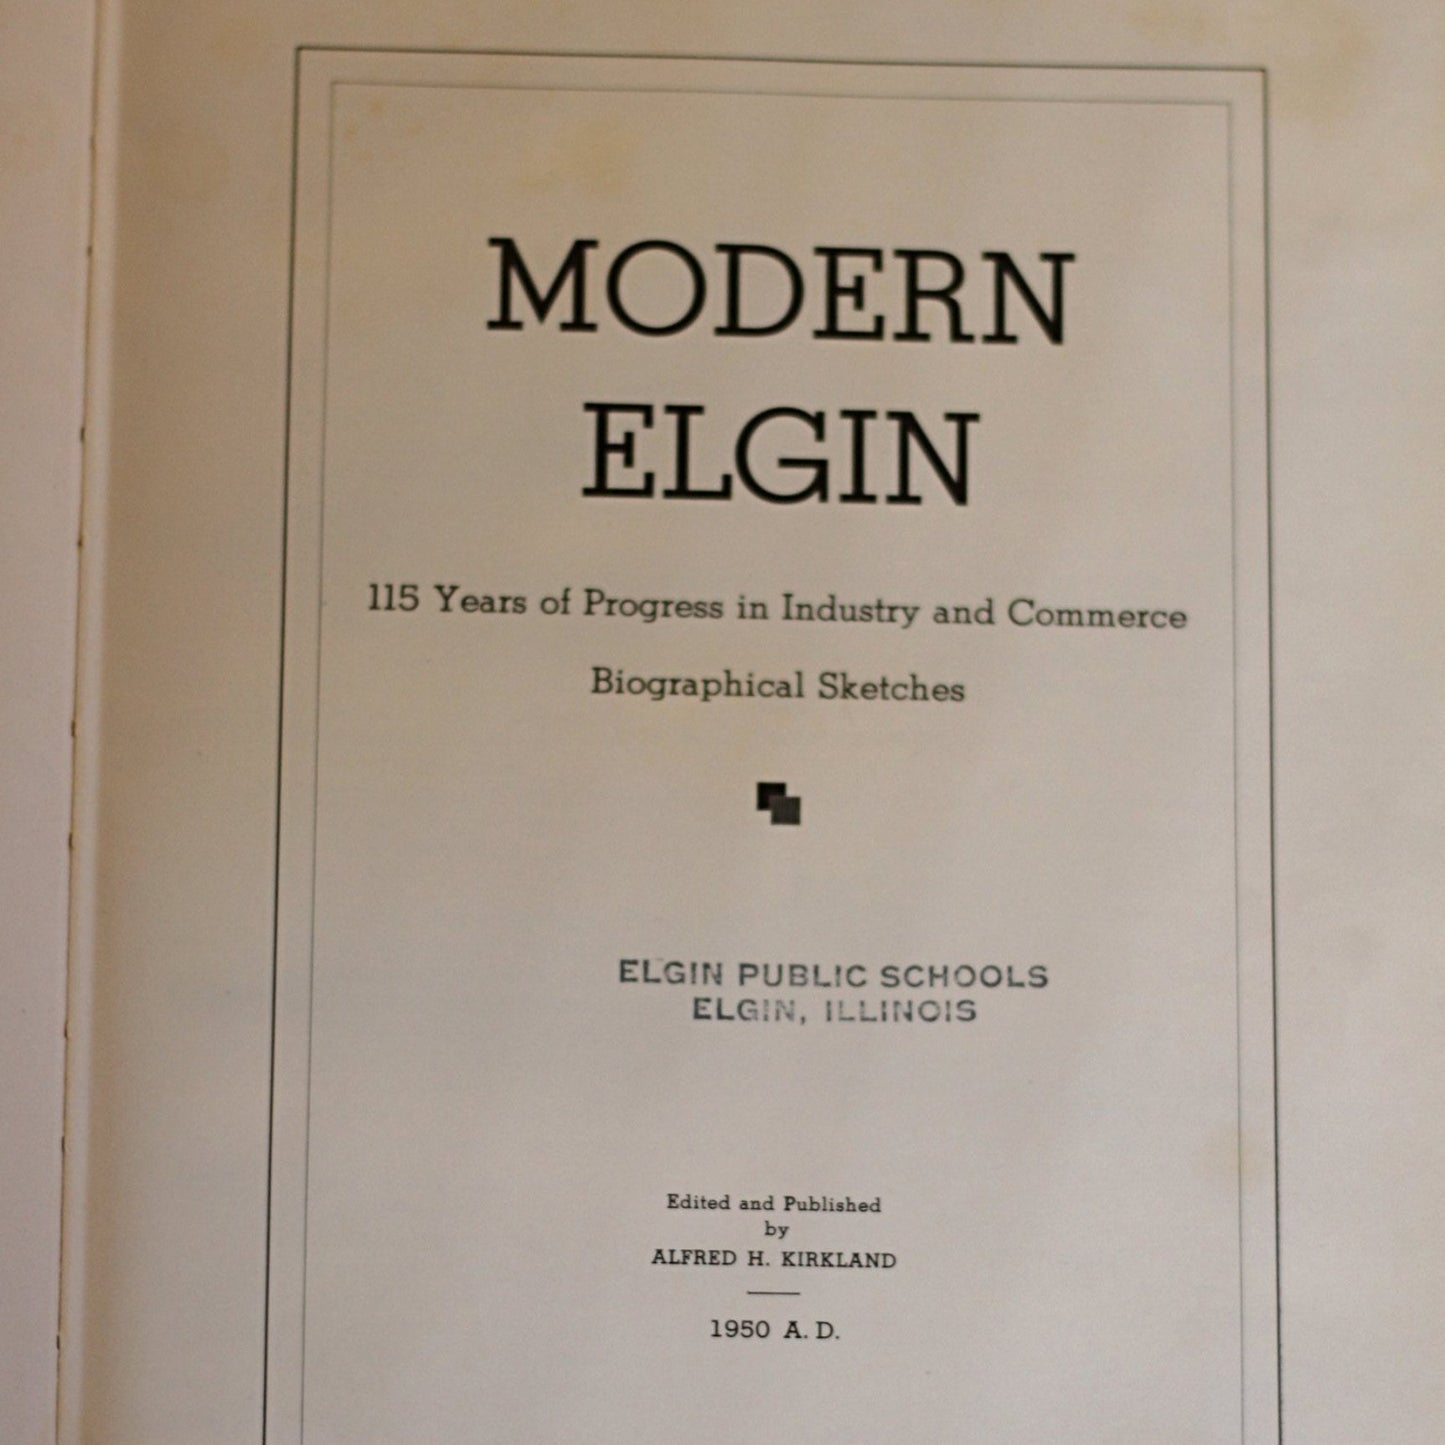 MODERN
ELGIN
115 Years of Progress in Industry and Commerce
Biographical Sketches
ELGIN PUBLIC SCHOOLS
ELGIN, ILLINOIS
Edited and Published
by
ALFRED H. KIRKLAND
1950 A. D.